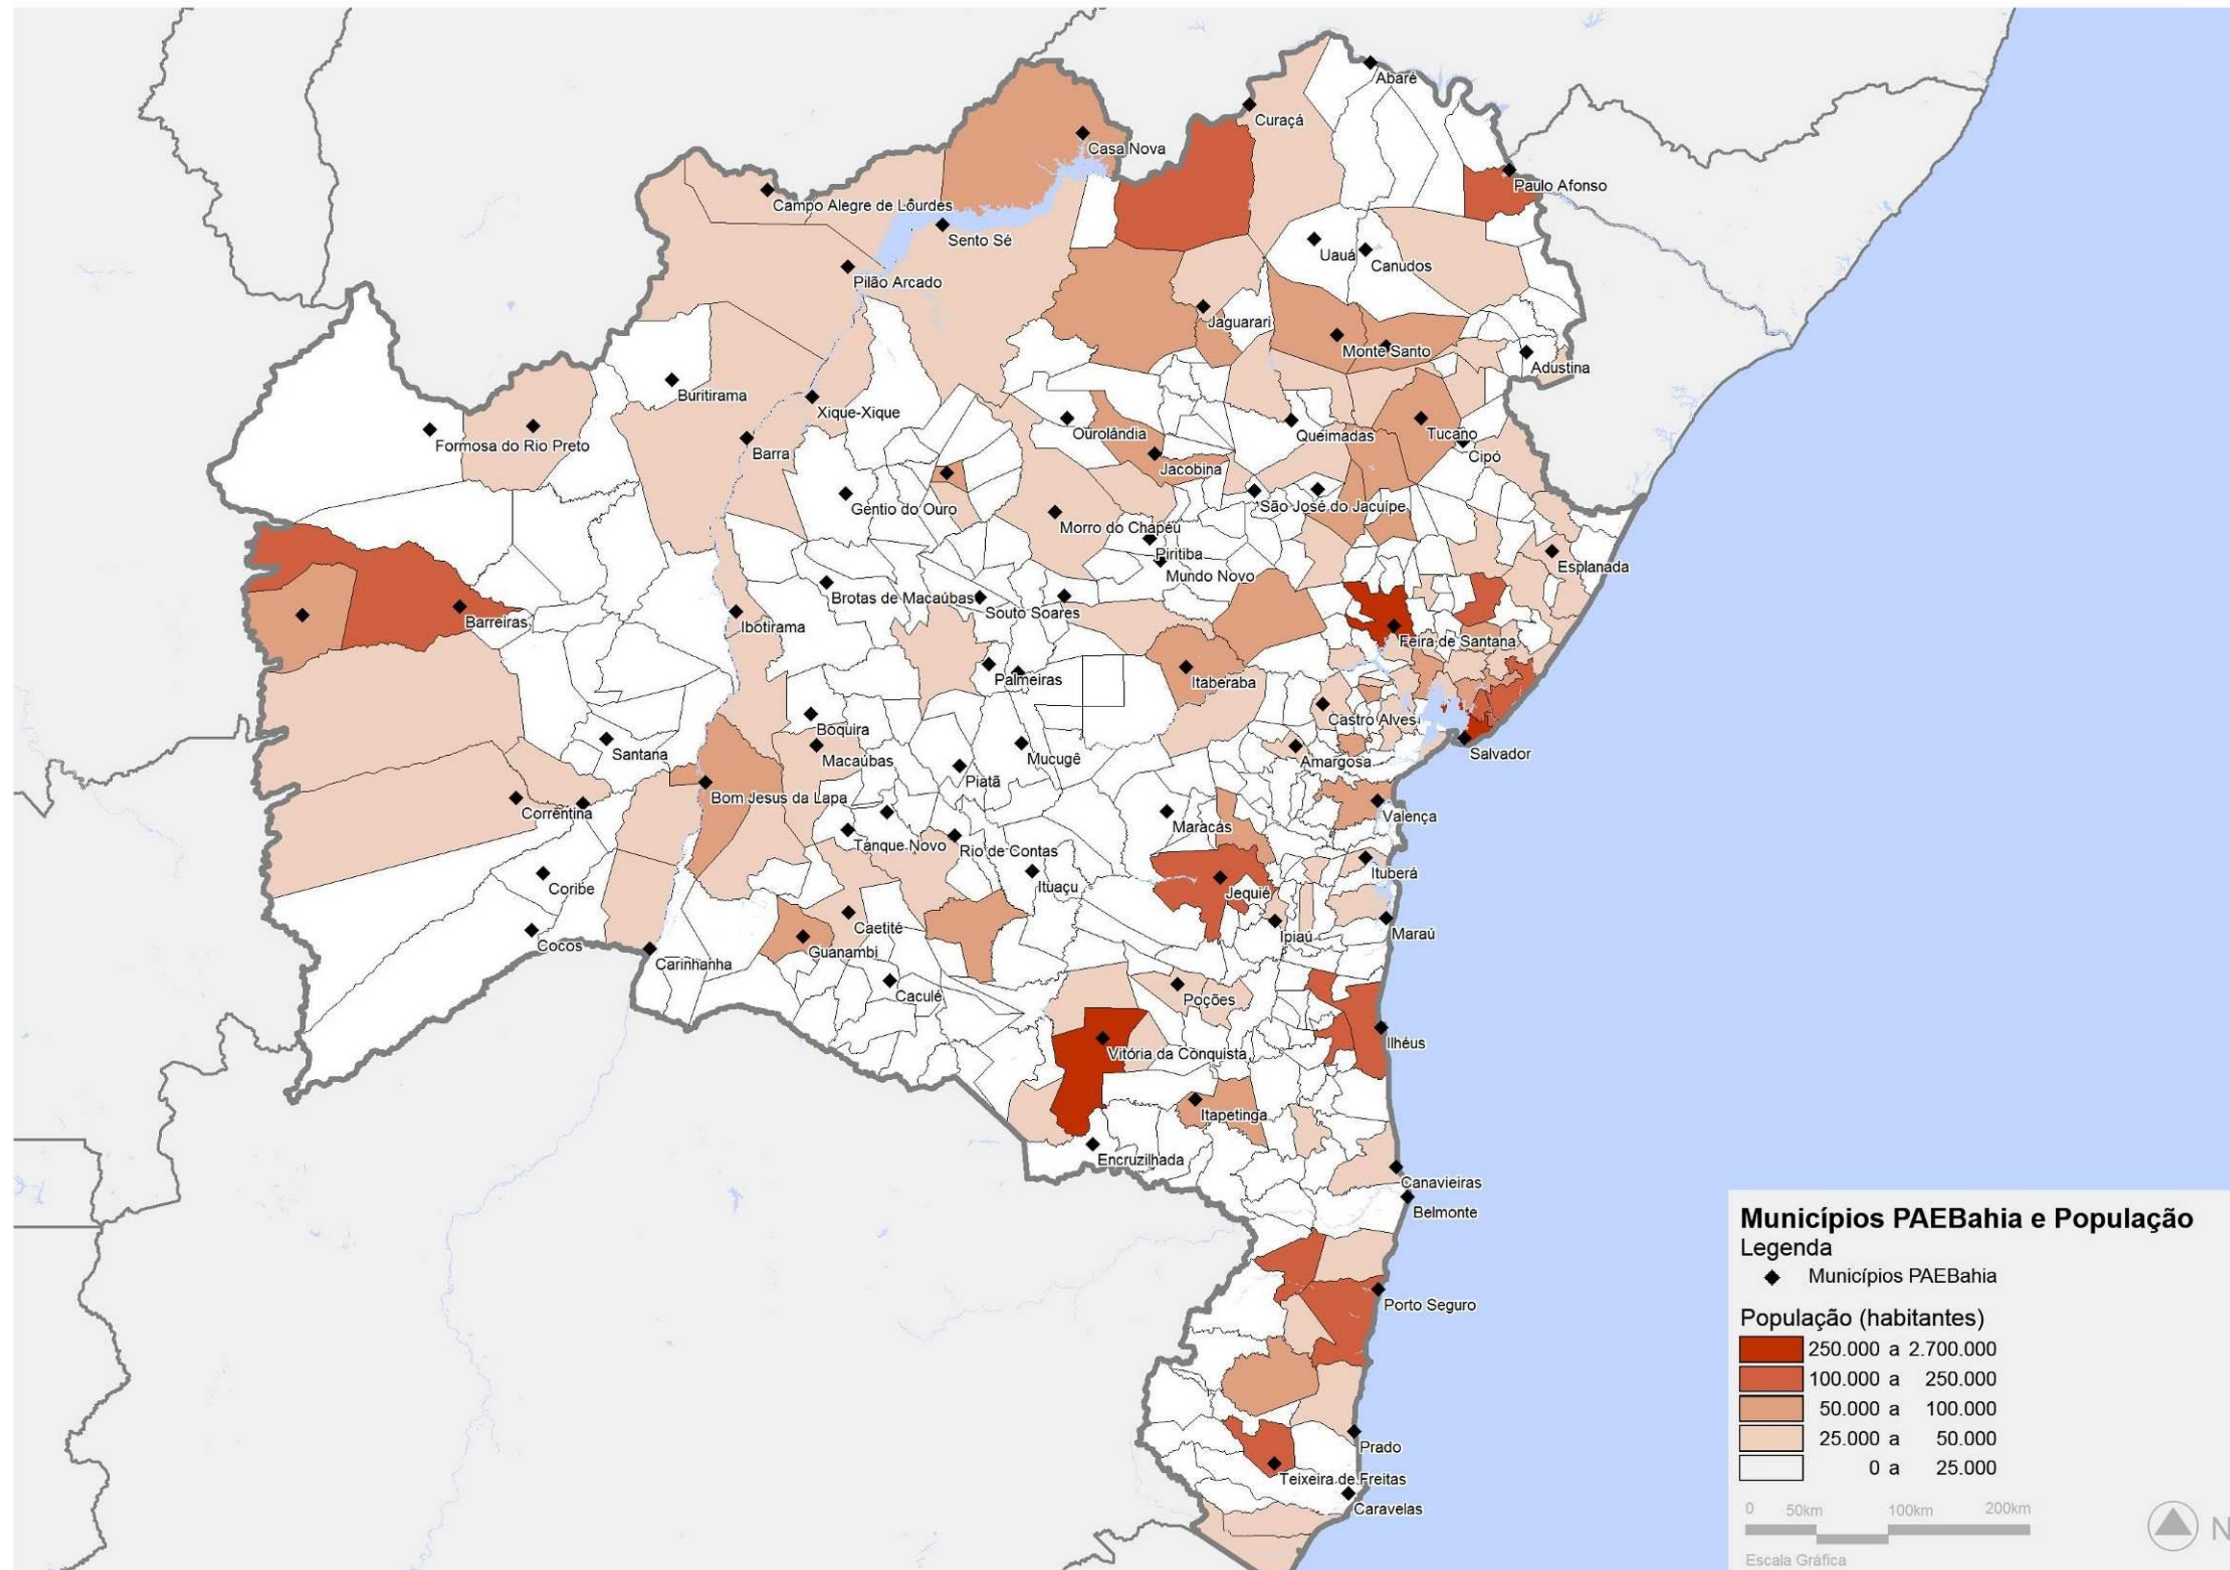 Abaré
Curaçá
Casa Nova
Paulo Afonso
Campo Alegre de Lourdes
Sento Sé
Uauá
Canudos
Pilão Arcado
Jaguarari
Monte Santo
Adustina
Buritirama
Xique-Xique
Ourolândia
Queimadas
Tucano
Formosa do Rio Preto
Barra
Cipó
Jacobina
Gentio do Ouro
São José do Jacuípe
Morro do Chapéu
Piritiba
Esplanada
Mundo Novo
Brotas de Macaúbas
Souto Soares
Barreiras
Ibotirama
Feira de Santana
Palmeiras
Itaberaba
Castro Alves
Boquira
Santana
Salvador
Macaúbas
Mucugê
Amargosa
Piatã
Bom Jesus da Lapa
Correntina
Valença
Maracás
Tanque Novo
Rio de Contas
Ituberá
Ituaçu
Coribe
Jequié
Caetité
Maraú
Ipiaú
Cocos
Guanambi
Carinhanha
Caculé
Poções
Ilhéus
Vitória da Conquista
Itapetinga
Encruzilhada
Canavieiras
Belmonte
Porto Seguro
Prado
Teixeira de Freitas
Caravelas
Municípios PAEBahia e População
Legenda
Municípios PAEBahia
População (habitantes)
250.000 a 2.700.000
100.000 a 250.000
50.000 a 100.000
25.000 a 50.000
0 a 25.000
0 50km 100km 200km
Escala Gráfica
N